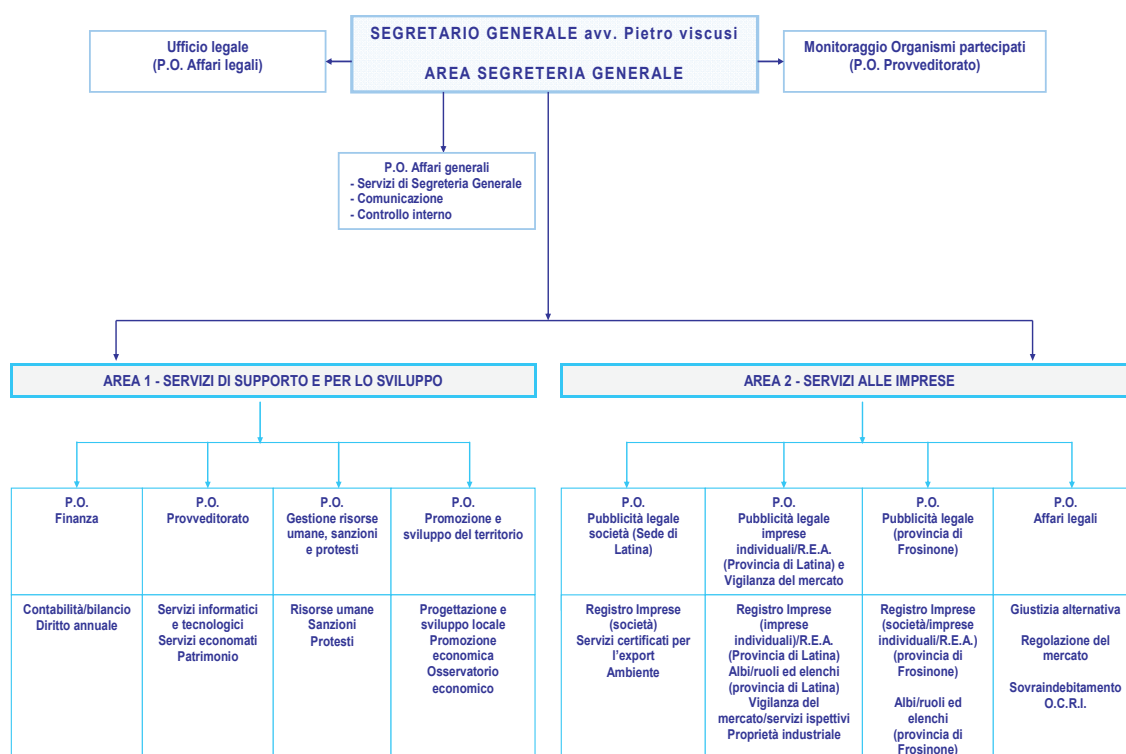 Ufficio legale
(P.O. Affari legali)
SEGRETARIO GENERALE avv. Pietro viscusi
AREA SEGRETERIA GENERALE
Monitoraggio Organismi partecipati
(P.O. Provveditorato)
P.O. Affari generali
- Servizi di Segreteria Generale
- Comunicazione
- Controllo interno
AREA 1 - SERVIZI DI SUPPORTO E PER LO SVILUPPO
AREA 2 - SERVIZI ALLE IMPRESE
P.O.
Finanza
P.O.
Provveditorato
P.O.
Gestione risorse
umane, sanzioni
e protesti
P.O.
Promozione e
sviluppo del territorio
P.O.
Pubblicità legale
società (Sede di
Latina)
P.O.
Pubblicità legale
imprese
individuali/R.E.A.
(Provincia di Latina) e
Vigilanza del mercato
P.O.
Pubblicità legale
(provincia di
Frosinone)
P.O.
Affari legali
Contabilità/bilancio
Diritto annuale
Servizi informatici
e tecnologici
Servizi economati
Patrimonio
Risorse umane
Sanzioni
Protesti
Progettazione e
sviluppo locale
Promozione
economica
Osservatorio
economico
Registro Imprese
(società)
Servizi certificati per
l'export
Ambiente
Registro Imprese
(imprese
individuali)/R.E.A.
(Provincia di Latina)
Albi/ruoli ed elenchi
(provincia di Latina)
Vigilanza del
mercato/servizi ispettivi
Proprietà industriale
Registro Imprese
(società/imprese
individuali/R.E.A.)
(provincia di
Frosinone)
Albi/ruoli ed
elenchi
(provincia di
Frosinone)
Giustizia alternativa
Regolazione del
mercato
Sovraindebitamento
O.C.R.I.